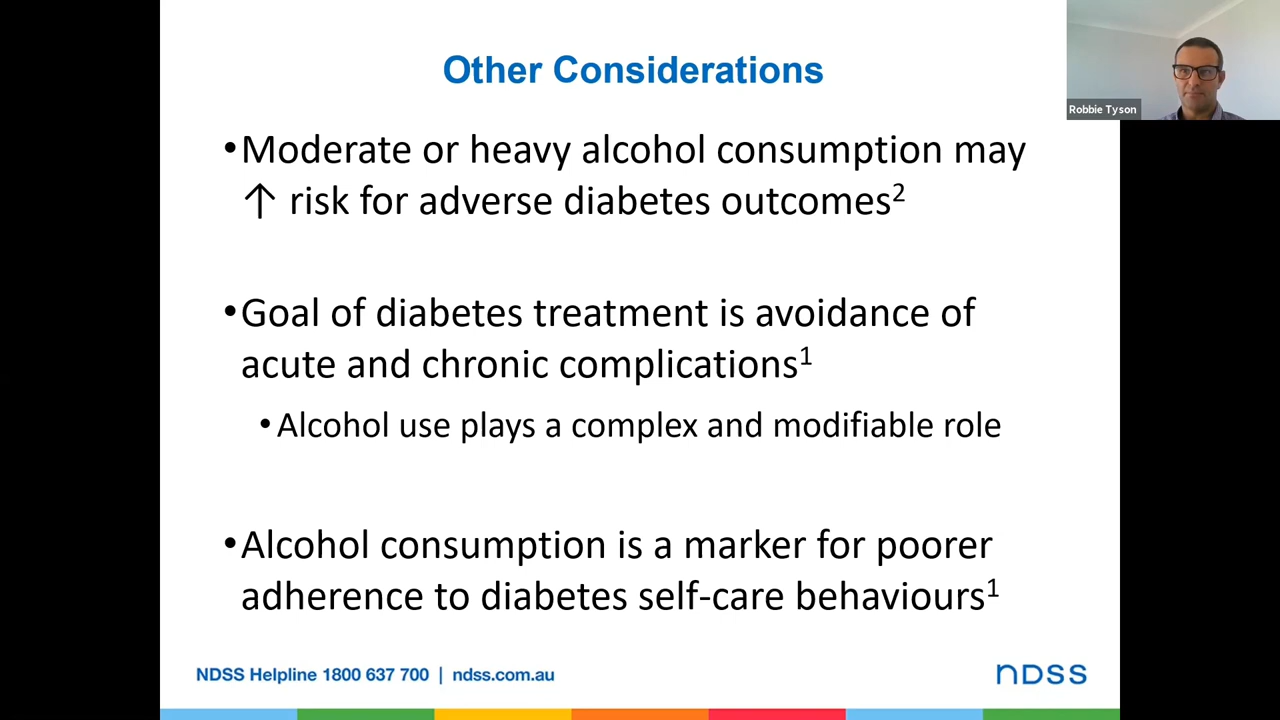 Other Considerations
Robbie Tyson
•Moderate or heavy alcohol consumption may
↑ risk for adverse diabetes outcomes²
•Goal of diabetes treatment is avoidance of
acute and chronic complications¹
•Alcohol use plays a complex and modifiable role
•Alcohol consumption is a marker for poorer
adherence to diabetes self-care behaviours¹
NDSS Helpline 1800 637 700 | ndss.com.au
NDSS